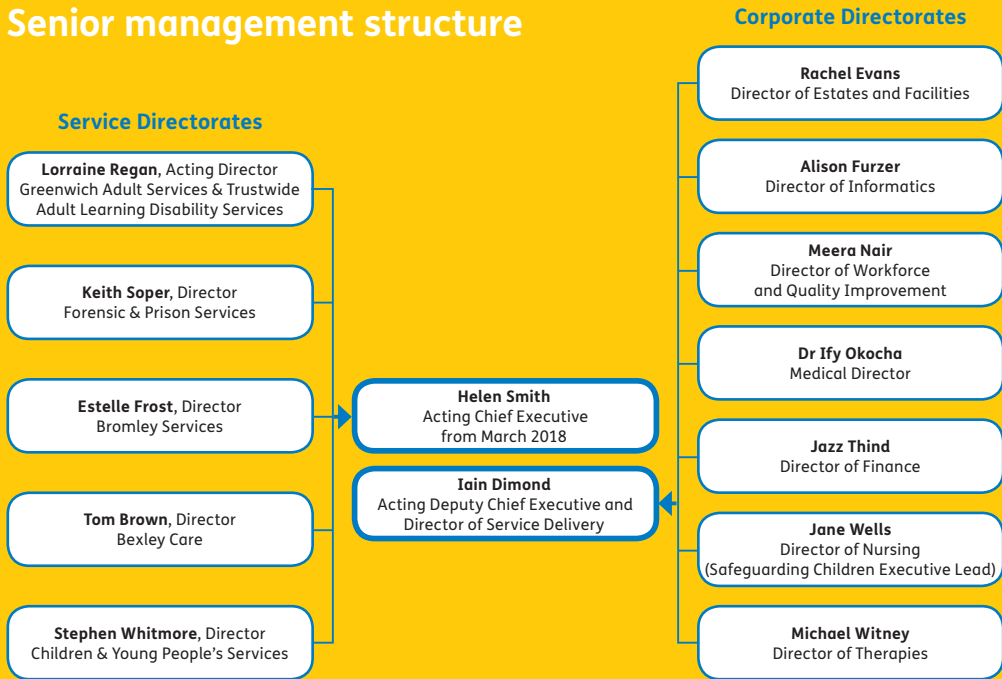 Senior management structure
Service Directorates
Lorraine Regan, Acting Director
Greenwich Adult Services & Trustwide
Adult Learning Disability Services
Keith Soper, Director
Forensic & Prison Services
Estelle Frost, Director
Bromley Services
Tom Brown, Director
Bexley Care
Stephen Whitmore, Director
Children & Young People's Services
Helen Smith
Acting Chief Executive
from March 2018
Iain Dimond
Acting Deputy Chief Executive and
Director of Service Delivery
Corporate Directorates
Rachel Evans
Director of Estates and Facilities
Alison Furzer
Director of Informatics
Meera Nair
Director of Workforce
and Quality Improvement
Dr Ify Okocha
Medical Director
Jazz Thind
Director of Finance
Jane Wells
Director of Nursing
(Safeguarding Children Executive Lead)
Michael Witney
Director of Therapies